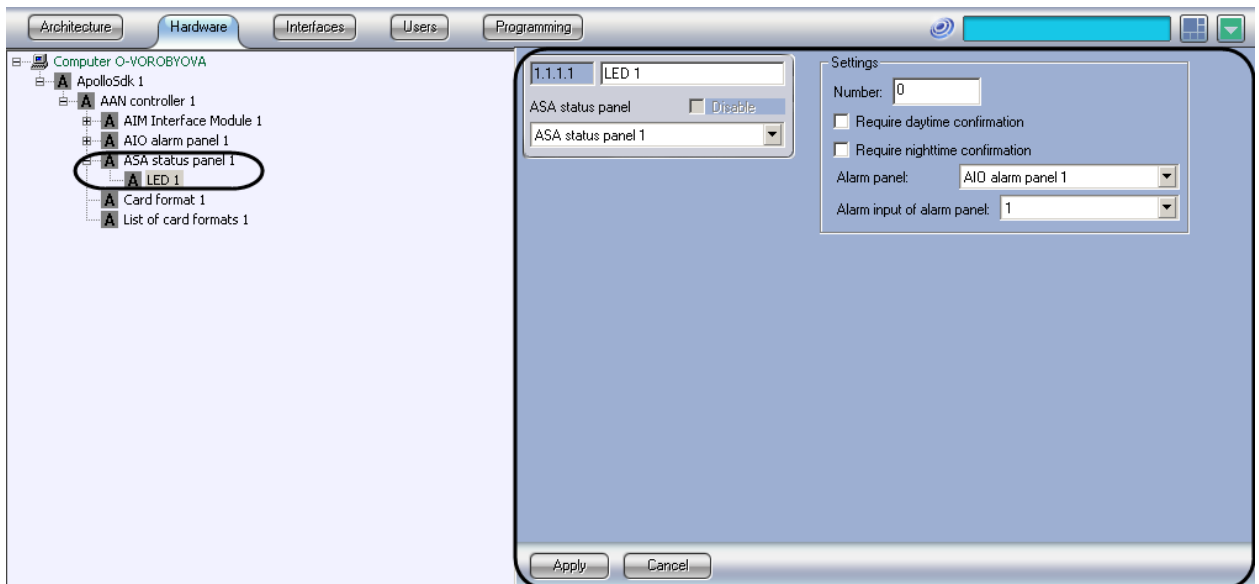 Architecture Hardware Interfaces Users Programming
Computer O-VOROBYOVA
ApolloSdk 1
AAN controller 1
AIM Interface Module 1
AIO alarm panel 1
ASA status panel 1
LED 1
Card format 1
List of card formats 1
1.1.1.1 LED 1
ASA status panel Disable
ASA status panel 1
Settings
Number: 0
Require daytime confirmation
Require nighttime confirmation
Alarm panel: AIO alarm panel 1
Alarm input of alarm panel: 1
Apply Cancel